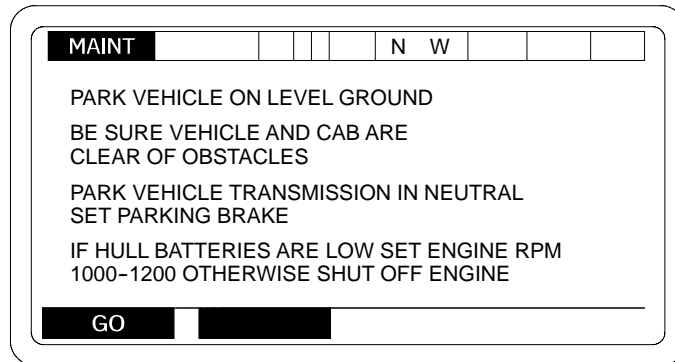 MAINT N W
PARK VEHICLE ON LEVEL GROUND
BE SURE VEHICLE AND CAB ARE
CLEAR OF OBSTACLES
PARK VEHICLE TRANSMISSION IN NEUTRAL
SET PARKING BRAKE
IF HULL BATTERIES ARE LOW SET ENGINE RPM
1000-1200 OTHERWISE SHUT OFF ENGINE
GO